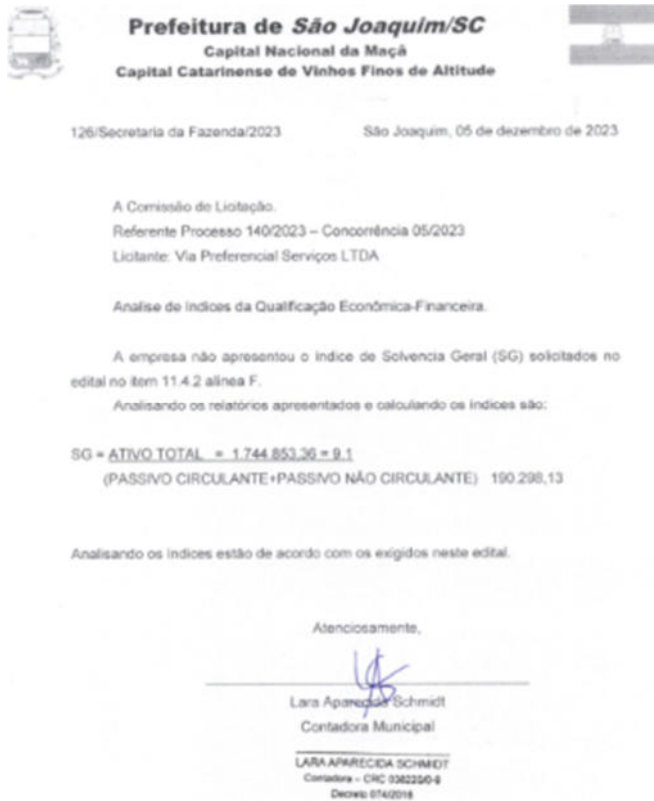 Prefeitura de São Joaquim/SC
Capital Nacional da Maçã
Capital Catarinense de Vinhos Finos de Altitude
126/Secretaria da Fazenda/2023 São Joaquim, 05 de dezembro de 2023
A Comissão de Licitação.
Referente Processo 140/2023 – Concorrência 05/2023
Licitante: Via Preferencial Serviços LTDA
Analise de índices da Qualificação Econômica-Financeira.
A empresa não apresentou o índice de Solvencia Geral (SG) solicitados no
edital no item 11.4.2 alinea F.
Analisando os relatórios apresentados e calculando os índices são:
SG = ATIVO TOTAL = 1.744.853,36 = 9.1
(PASSIVO CIRCULANTE+PASSIVO NÃO CIRCULANTE) 190.298,13
Analisando os índices estão de acordo com os exigidos neste edital.
Atenciosamente,
Lara Aparecida Schmidt
Contadora Municipal
LARA APARECIDA SCHMIDT
Contadora – CRC
Decreto 074/2018